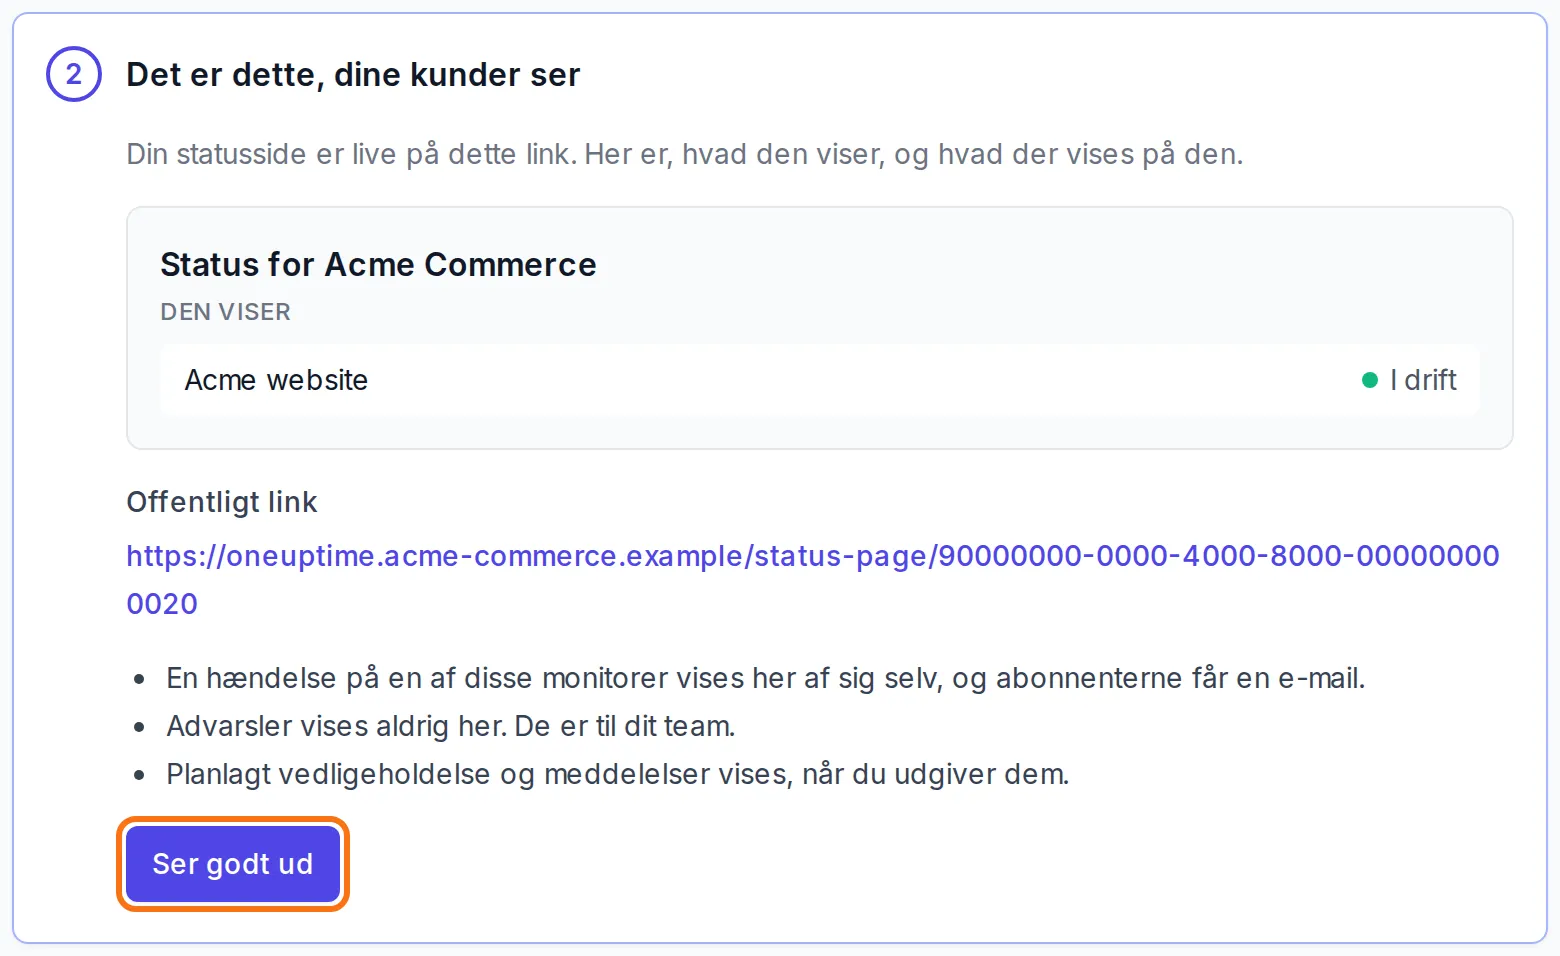 2
Det er dette, dine kunder ser
Din statusside er live på dette link. Her er, hvad den viser, og hvad der vises på den.
Status for Acme Commerce
DEN VISER
Acme website
I drift
Offentligt link
https://oneuptime.acme-commerce.example/status-page/90000000-0000-4000-8000-00000000
0020
• En hændelse på en af disse monitorer vises her af sig selv, og abonnenterne får en e-mail.
• Advarsler vises aldrig her. De er til dit team.
• Planlagt vedligeholdelse og meddelelser vises, når du udgiver dem.
Ser godt ud